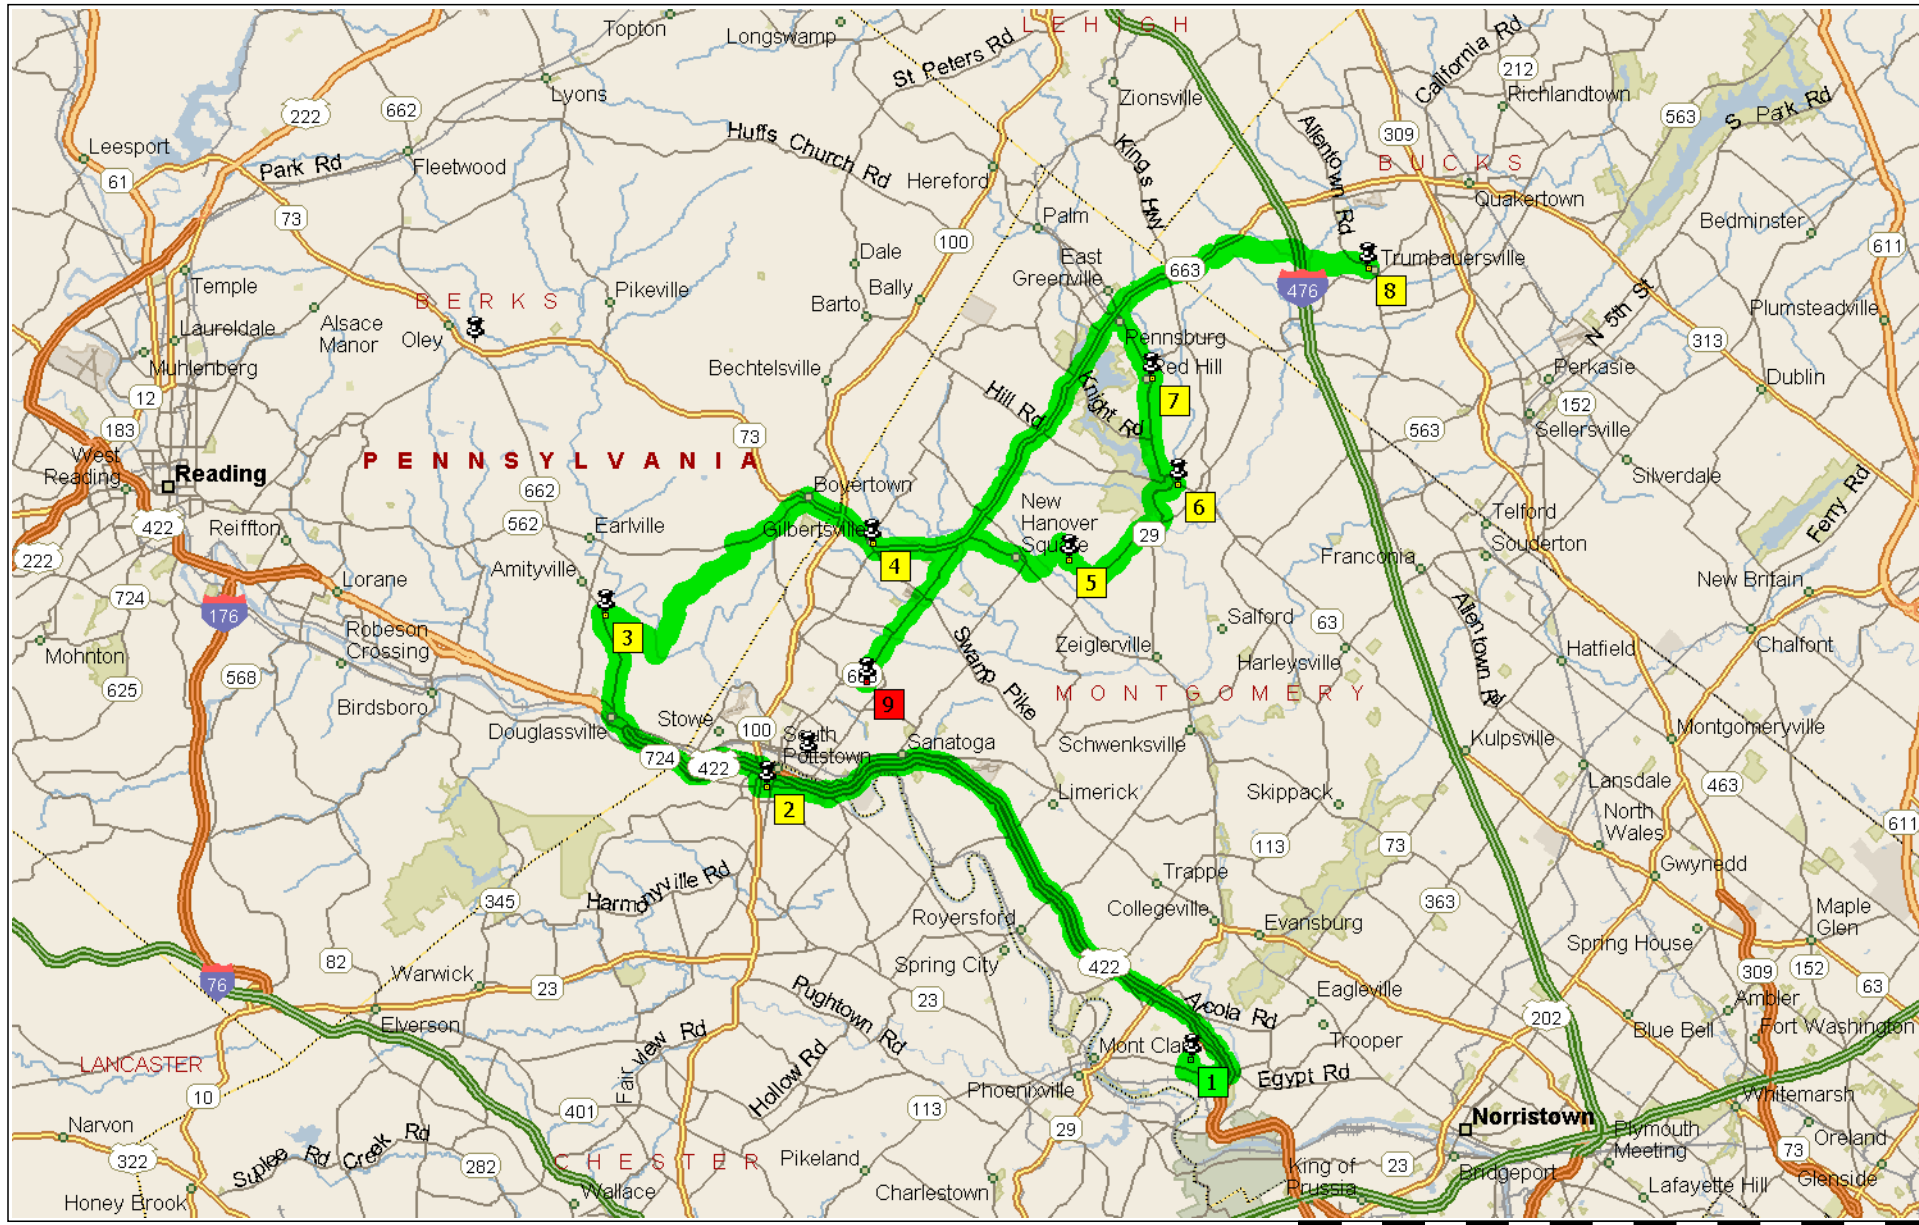 LEHIGH
Topton
Longswamp
St Peters Rd
California Rd
212
Lyons
Zionsville
Richlandtown
222
662
563
S Park Rd
Huffs Church Rd
Kings Hwy
Allentown Rd
309
Leesport
Park Rd
Fleetwood
Hereford
BUCKS
61
Quakertown
73
Palm
Bedminster
100
Dale
East
Greenville
663
Trumbauersville
611
Temple
BERKS
Pikeville
Bally
476
8
Barto
Plumsteadville
Laureldale
Alsace
Manor
Oley
Pennsburg
N 5th St
313
Muhlenberg
Bechtelsville
Red Hill
Perkasie
Dublin
12
Hill Rd
Knight Rd
7
152
183
73
563
Sellersville
West
Reading
PENNSYLVANIA
Reading
Silverdale
662
Boyertown
New
Hanover
Square
6
Telford
Ferry Rd
422
Reiffton
562
Earlville
Gilbertsville
29
Souderton
222
4
Franconia
Amityville
5
New Britain
Lorane
724
176
3
Salford
63
Allentown Rd
Robeson
Crossing
Swamp Pike
Zeiglerville
Harleysville
Hatfield
Chalfont
Mohnton
568
625
MONTGOMERY
Birdsboro
9
Douglassville
Stowe
100
South
Pottstown
Sanatoga
Schwenksville
Kulpsville
Montgomeryville
724
422
Lansdale
463
2
Limerick
Skippack
North
Wales
611
113
73
Gwynedd
Harmonyville Rd
Trappe
345
363
Royersford
Collegeville
Evansburg
Maple
Glen
Spring House
82
Warwick
Spring City
422
309
152
76
23
Pughtown Rd
23
Arcola Rd
Eagleville
63
Ambler
Elverson
Fair view Rd
Hollow Rd
Mont Cla
Trooper
202
Blue Bell
Fort Washington
LANCASTER
Phoenixville
1
Egypt Rd
10
401
113
Norristown
Whitemarsh
Narvon
29
Plymouth
Meeting
Oreland
322
Suplee Rd
Creek Rd
282
CHESTER
Pikeland
King of
Prussia
23
Bridgeport
73
Glenside
Honey Brook
Wallace
Charlestown
Lafayette Hill